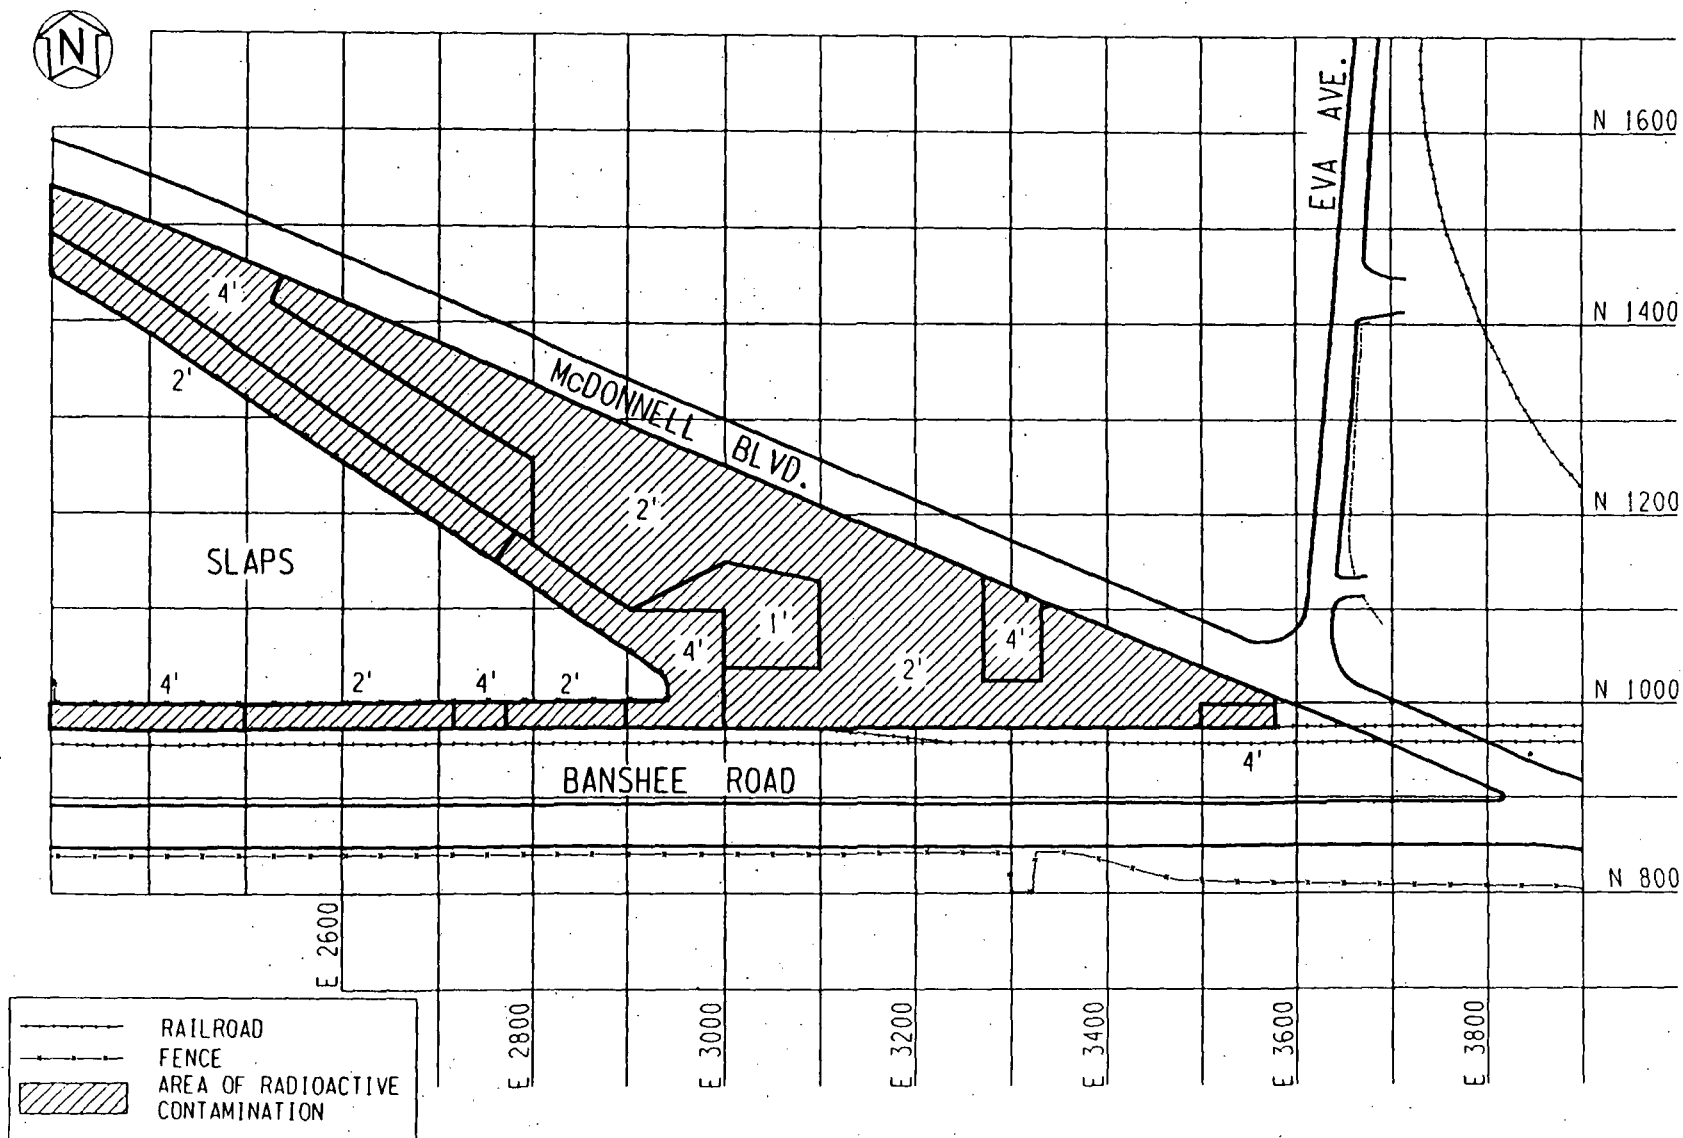 N
EVA AVE.
N 1600
4'
N 1400
2'
McDONNELL BLVD.
N 1200
2'
SLAPS
1'
4'
4'
2'
4'
2'
4'
2'
N 1000
4'
BANSHEE ROAD
N 800
E 2600
E 2800
E 3000
E 3200
E 3400
E 3600
E 3800
RAILROAD
FENCE
AREA OF RADIOACTIVE
CONTAMINATION